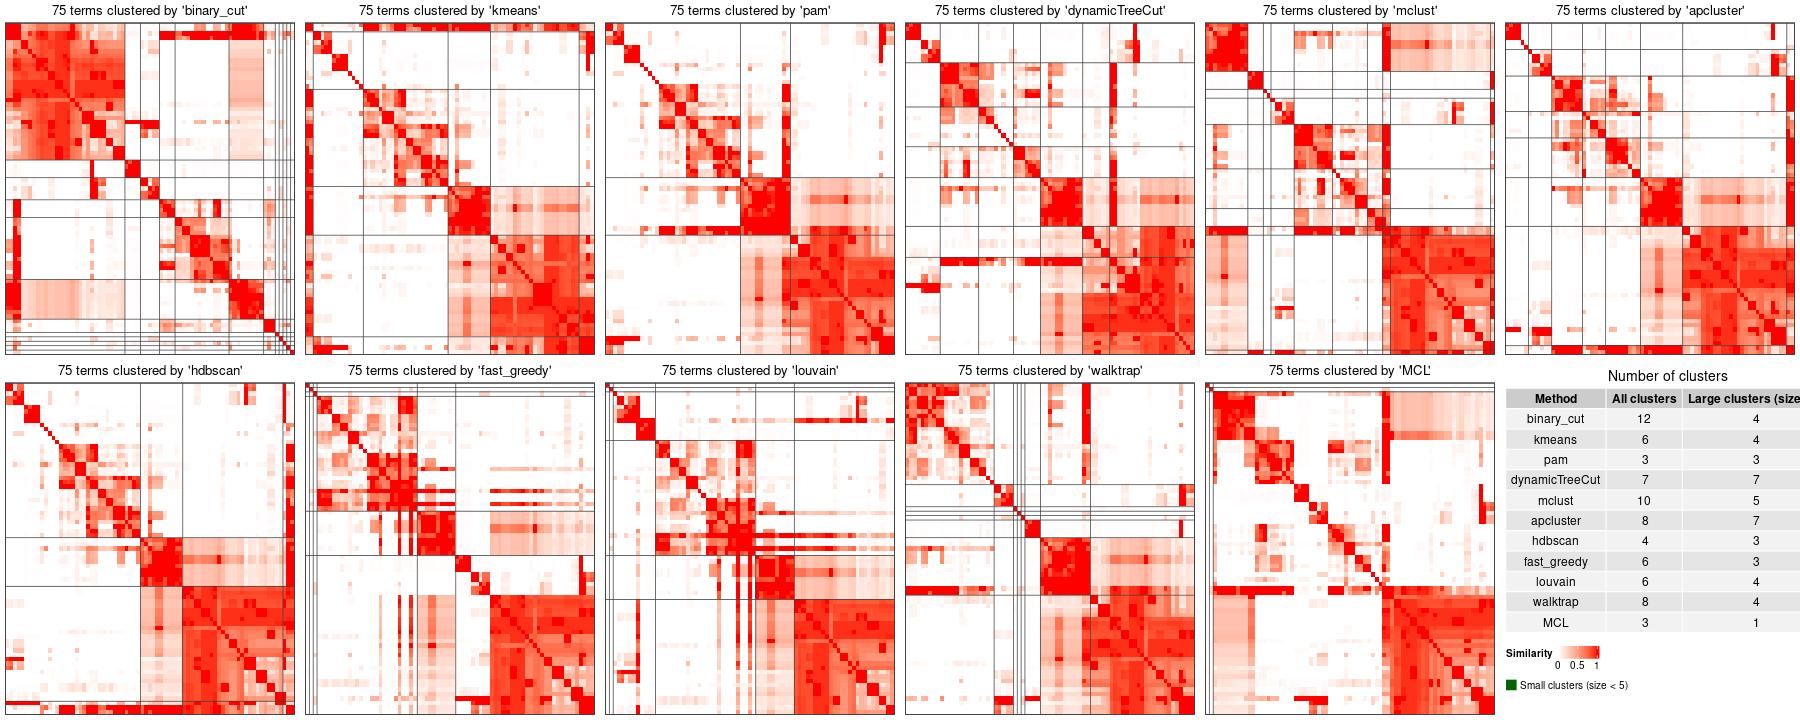 75 terms clustered by 'binary_cut'
75 terms clustered by 'kmeans'
75 terms clustered by 'pam'
75 terms clustered by 'dynamicTreeCut'
75 terms clustered by 'mclust'
75 terms clustered by 'apcluster'
75 terms clustered by 'hdbscan'
75 terms clustered by 'fast_greedy'
75 terms clustered by 'louvain'
75 terms clustered by 'walktrap'
75 terms clustered by 'MCL'
Number of clusters
Method All clusters Large clusters (size
binary_cut 12 4
kmeans 6 4
pam 3 3
dynamicTreeCut 7 7
mclust 10 5
apcluster 8 7
hdbscan 4 3
fast_greedy 6 3
louvain 6 4
walktrap 8 4
MCL 3 1
Similarity
0 0.5 1
Small clusters (size < 5)